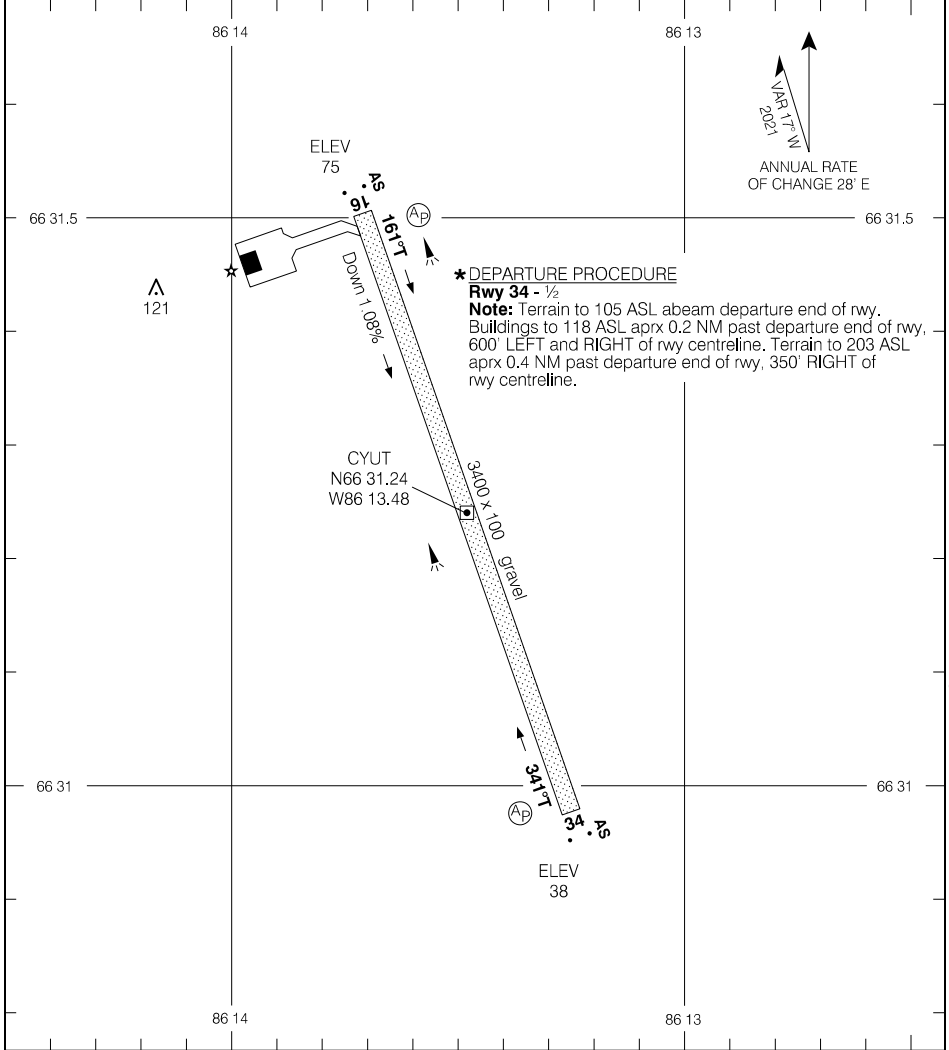 86 14
86 13
VAR 17° W
2021
ANNUAL RATE
OF CHANGE 28' E
ELEV
75
AS
16
AP
66 31.5
66 31.5
161°T
121
Down 1.08%
*DEPARTURE PROCEDURE
Rwy 34 - ½
Note: Terrain to 105 ASL abeam departure end of rwy.
Buildings to 118 ASL aprx 0.2 NM past departure end of rwy,
600' LEFT and RIGHT of rwy centreline. Terrain to 203 ASL
aprx 0.4 NM past departure end of rwy, 350' RIGHT of
rwy centreline.
CYUT
N66 31.24
W86 13.48
3400 x 100 gravel
66 31
66 31
341°T
AP
34
AS
ELEV
38
86 14
86 13